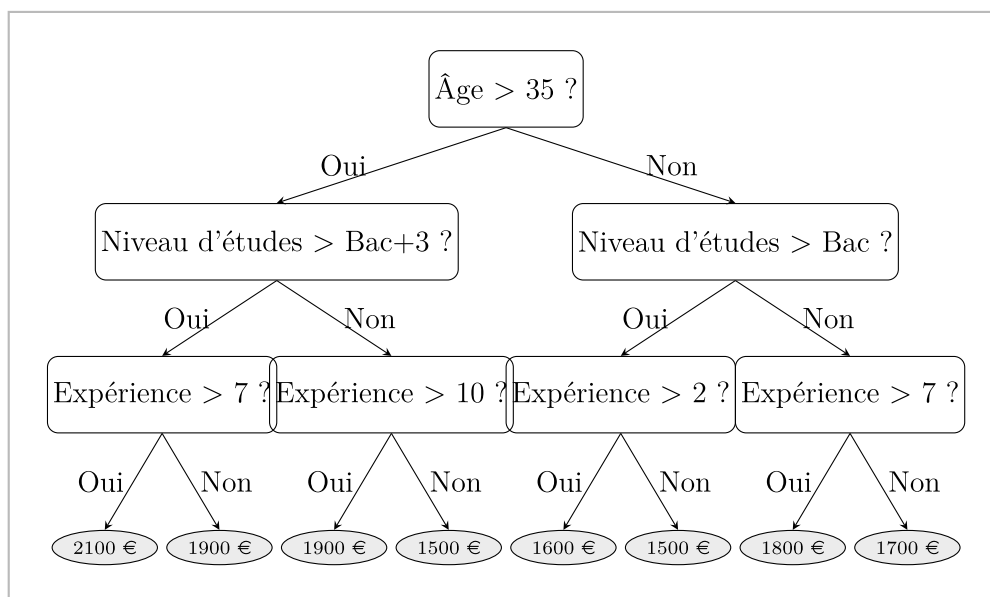 Âge > 35 ?
Oui
Non
Niveau d'études > Bac+3 ?
Niveau d'études > Bac ?
Oui
Non
Oui
Non
Expérience > 7 ?
Expérience > 10 ?
Expérience > 2 ?
Expérience > 7 ?
Oui
Non
Oui
Non
Oui
Non
Oui
Non
2100 €
1900 €
1900 €
1500 €
1600 €
1500 €
1800 €
1700 €